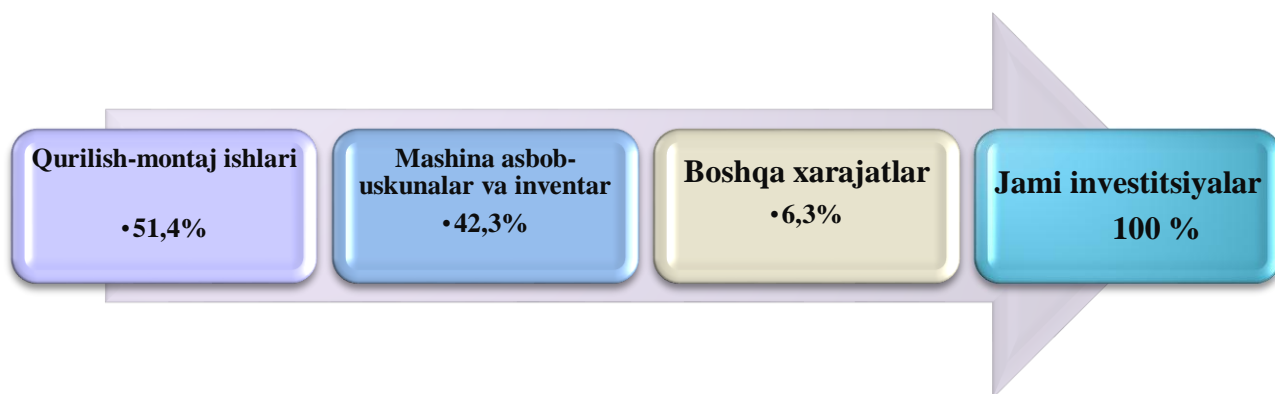 Qurilish-montaj ishlari
•51,4%
Mashina asbob-
uskunalar va inventar
•42,3%
Boshqa xarajatlar
•6,3%
Jami investitsiyalar
100 %